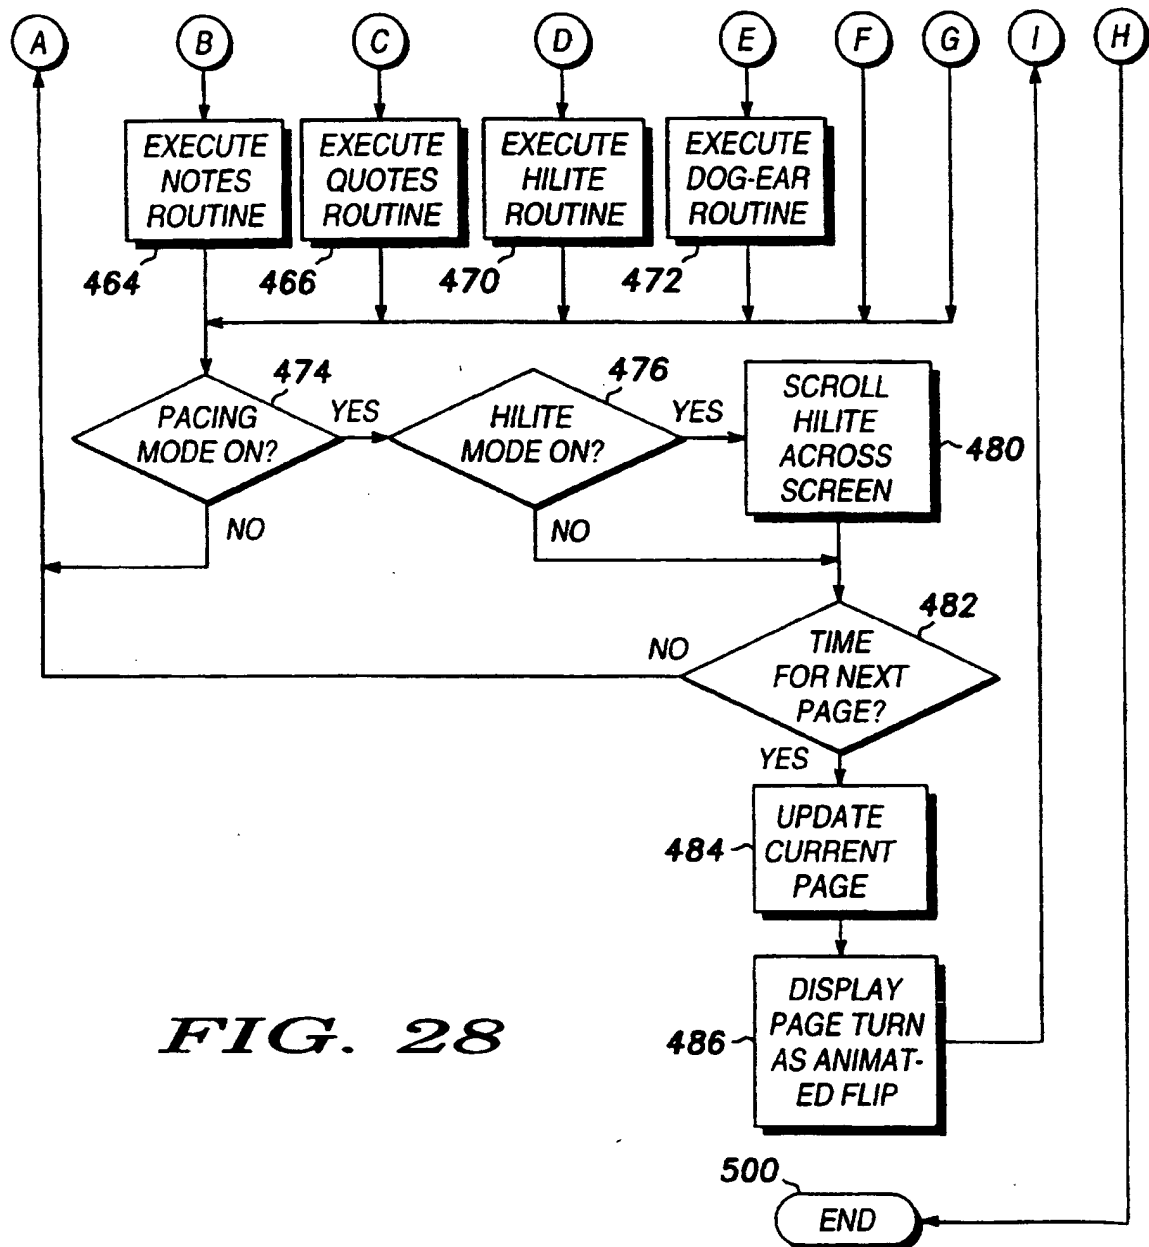 A B C D E F G I H
EXECUTE
NOTES
ROUTINE
464
EXECUTE
QUOTES
ROUTINE
466
EXECUTE
HILITE
ROUTINE
470
EXECUTE
DOG-EAR
ROUTINE
472
PACING
MODE ON?
474
YES
NO
HILITE
MODE ON?
476
YES
NO
SCROLL
HILITE
ACROSS
SCREEN
480
TIME
FOR NEXT
PAGE?
482
NO
YES
UPDATE
CURRENT
PAGE
484
DISPLAY
PAGE TURN
AS ANIMAT-
ED FLIP
486
FIG. 28
500
END